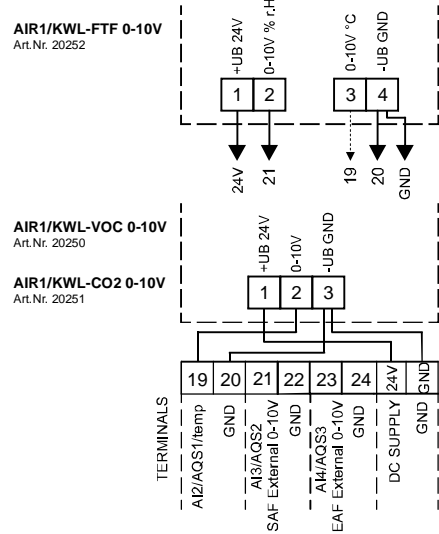 AIR1/KWL-FTF 0-10V
Art.Nr. 20252
+UB 24V
0-10V % r.H
0-10V °C
-UB GND
1 2 3 4
24V
21
19
20
GND
AIR1/KWL-VOC 0-10V
Art.Nr. 20250
AIR1/KWL-CO2 0-10V
Art.Nr. 20251
+UB 24V
0-10V
-UB GND
1 2 3
19 20 21 22 23 24 24V GND
TERMINALS
AI2/AQS1/temp
GND
AI3/AQS2
SAF External 0-10V
GND
AI4/AQS3
EAF External 0-10V
GND
DC SUPPLY
GND